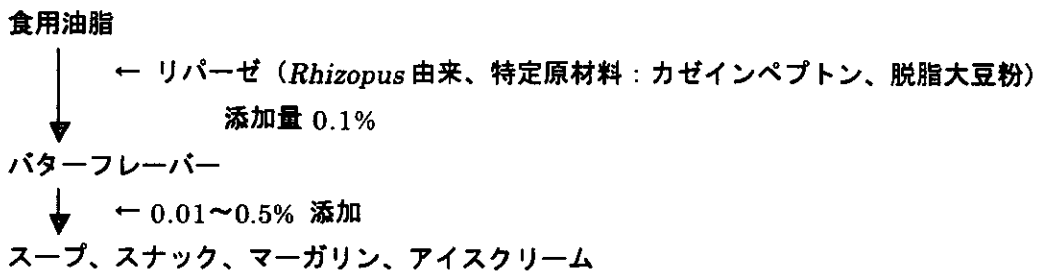 食用油脂
← リパーゼ（Rhizopus 由来、特定原材料：カゼインペプトン、脱脂大豆粉）
添加量 0.1%
バターフレーバー
← 0.01～0.5% 添加
スープ、スナック、マーガリン、アイスクリーム